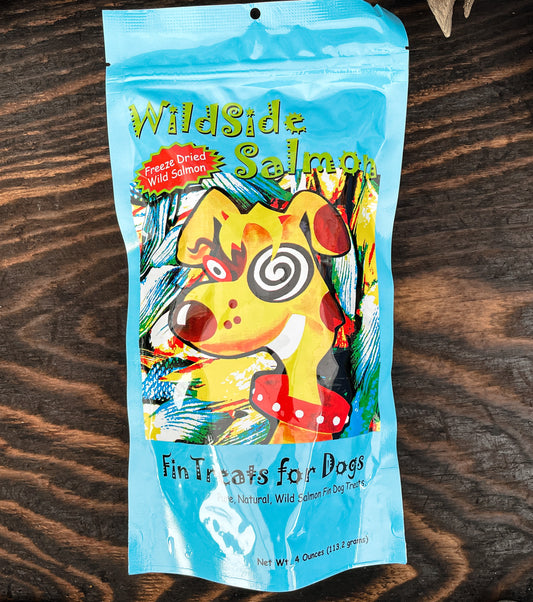 WildSide
Salmon
Freeze Dried
Wild Salmon
Fin Treats for Dogs
Pure, Natural, Wild Salmon Fin Dog Treats
Net Wt. 4 Ounces (113.2 grams)